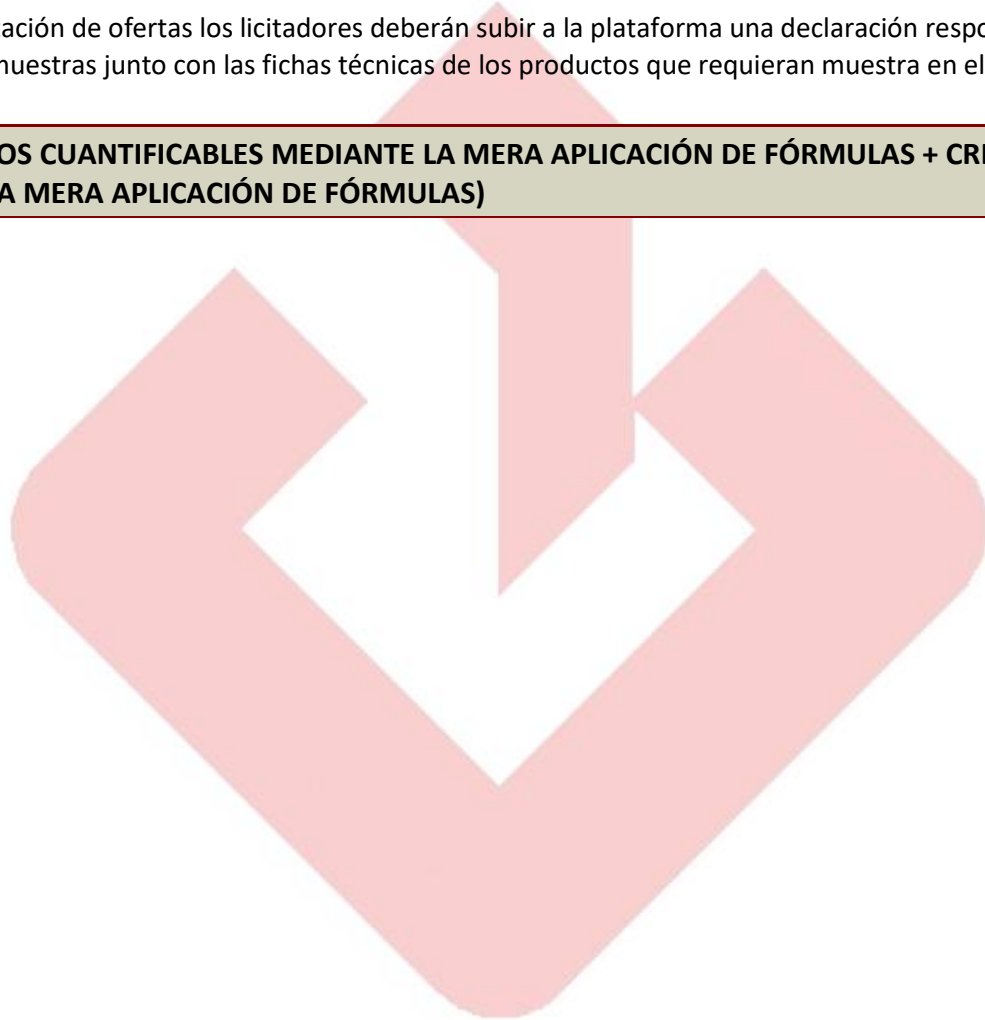 ación de ofertas los licitadores deberán subir a la plataforma una declaración respo
muestras junto con las fichas técnicas de los productos que requieran muestra en el
OS CUANTIFICABLES MEDIANTE LA MERA APLICACIÓN DE FÓRMULAS + CRI
A MERA APLICACIÓN DE FÓRMULAS)